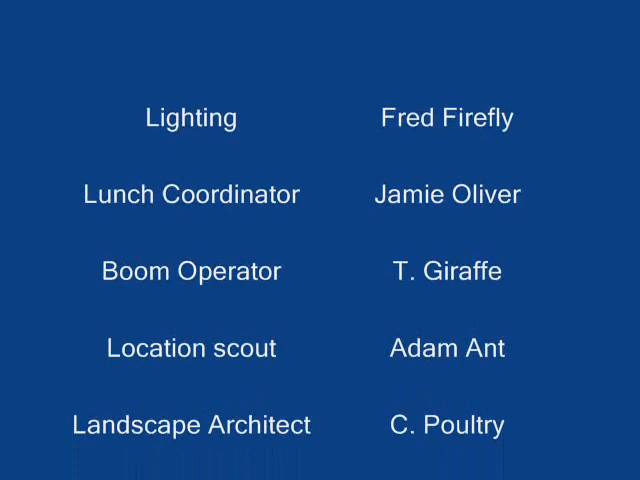 Lighting Fred Firefly
Lunch Coordinator Jamie Oliver
Boom Operator T. Giraffe
Location scout Adam Ant
Landscape Architect C. Poultry